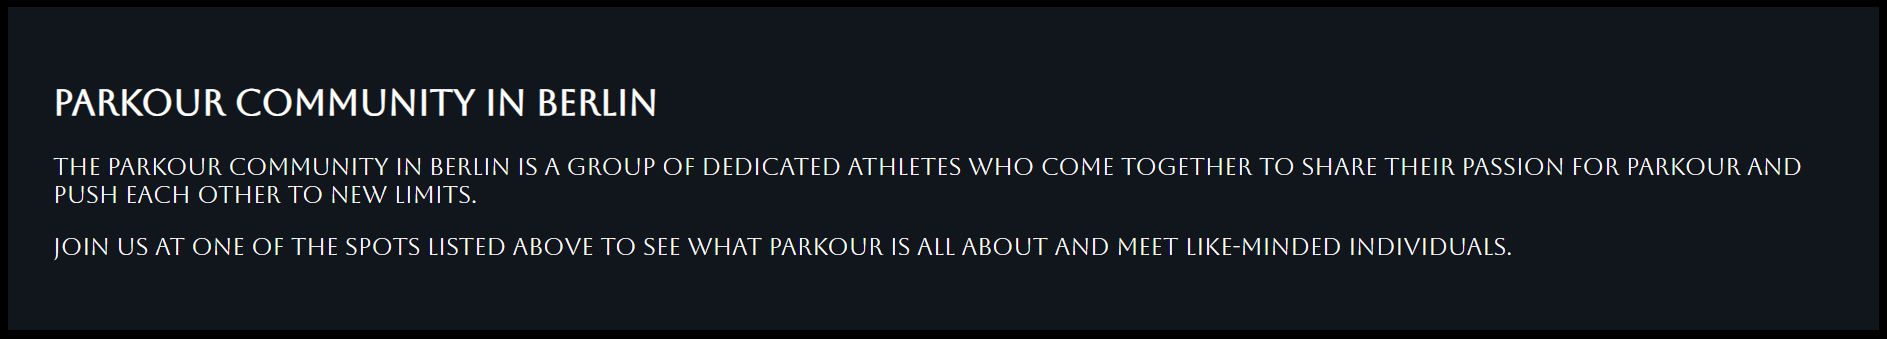 PARKOUR COMMUNITY IN BERLIN
THE PARKOUR COMMUNITY IN BERLIN IS A GROUP OF DEDICATED ATHLETES WHO COME TOGETHER TO SHARE THEIR PASSION FOR PARKOUR AND
PUSH EACH OTHER TO NEW LIMITS.
JOIN US AT ONE OF THE SPOTS LISTED ABOVE TO SEE WHAT PARKOUR IS ALL ABOUT AND MEET LIKE-MINDED INDIVIDUALS.